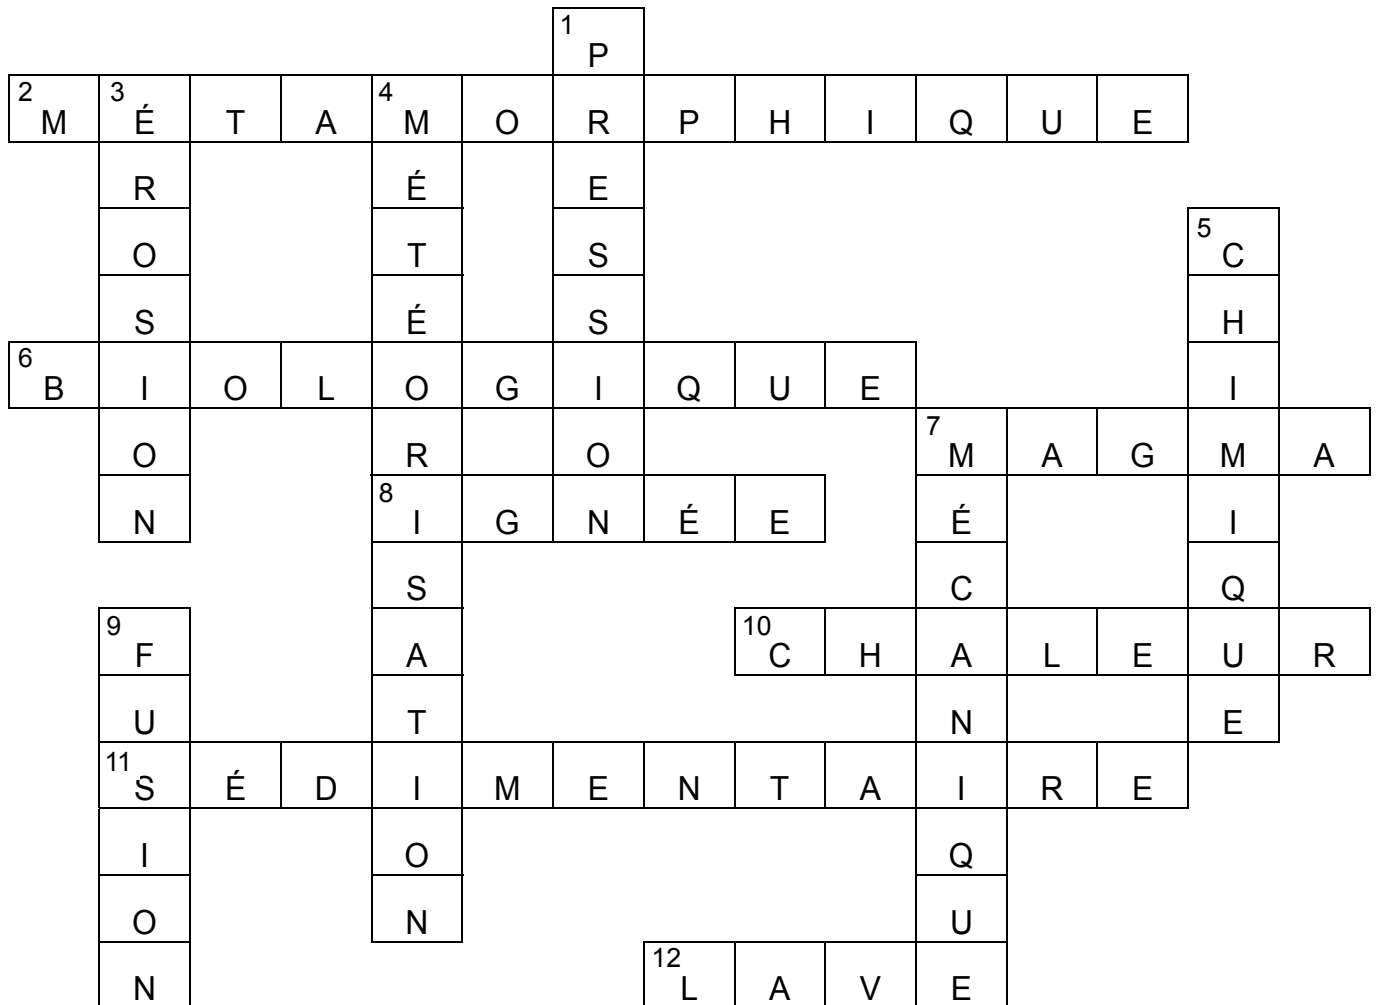 1
P
2 M 3 É T A 4 M O R P H I Q U E
R É E
O T S 5 C
S É S H
6 B I O L O G I Q U E I
O R O 7 M A G M A
N 8 I G N É E É I
S C Q
9 F A 10 C H A L E U R
U T N E
11 S É D I M E N T A I R E
I O Q
O N U
N 12 L A V E